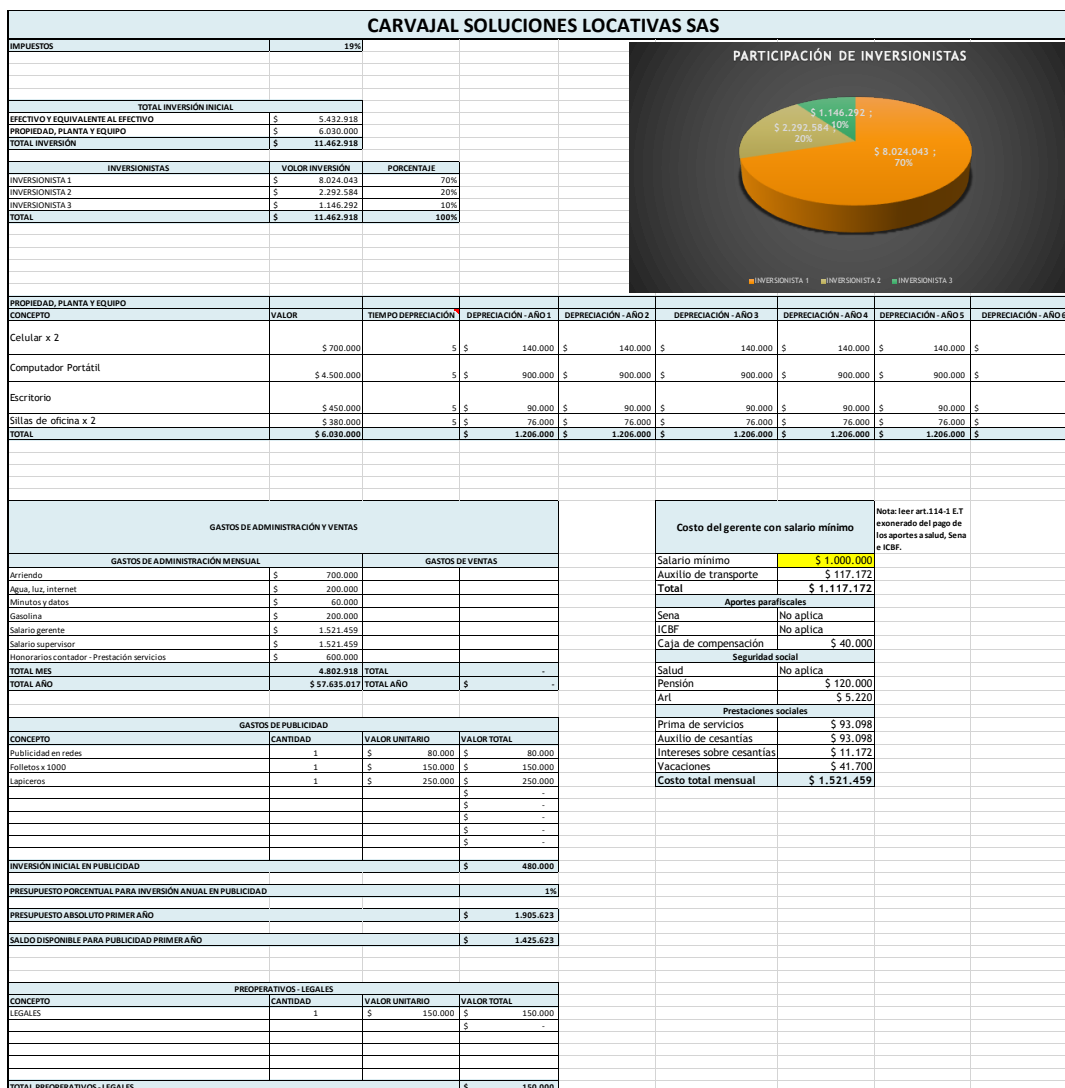 CARVAJAL SOLUCIONES LOCATIVAS SAS
IMPUESTOS 19%
PARTICIPACIÓN DE INVERSIONISTAS
$ 1.146.292 ; 10%
$ 2.292.584 ; 20%
$ 8.024.043 ; 70%
INVERSIONISTA 1 INVERSIONISTA 2 INVERSIONISTA 3
TOTAL INVERSIÓN INICIAL
EFECTIVO Y EQUIVALENTE AL EFECTIVO $ 5.432.918
PROPIEDAD, PLANTA Y EQUIPO $ 6.030.000
TOTAL INVERSIÓN $ 11.462.918
INVERSIONISTAS VOLOR INVERSIÓN PORCENTAJE
INVERSIONISTA 1 $ 8.024.043 70%
INVERSIONISTA 2 $ 2.292.584 20%
INVERSIONISTA 3 $ 1.146.292 10%
TOTAL $ 11.462.918 100%
PROPIEDAD, PLANTA Y EQUIPO
CONCEPTO VALOR TIEMPO DEPRECIACIÓN DEPRECIACIÓN - AÑO 1 DEPRECIACIÓN - AÑO 2 DEPRECIACIÓN - AÑO 3 DEPRECIACIÓN - AÑO 4 DEPRECIACIÓN - AÑO 5 DEPRECIACIÓN - AÑO 6
Celular x 2 $ 700.000 5 $ 140.000 $ 140.000 $ 140.000 $ 140.000 $ 140.000 $
Computador Portátil $ 4.500.000 5 $ 900.000 $ 900.000 $ 900.000 $ 900.000 $ 900.000 $
Escritorio $ 450.000 5 $ 90.000 $ 90.000 $ 90.000 $ 90.000 $ 90.000 $
Sillas de oficina x 2 $ 380.000 5 $ 76.000 $ 76.000 $ 76.000 $ 76.000 $ 76.000 $
TOTAL $ 6.030.000 $ 1.206.000 $ 1.206.000 $ 1.206.000 $ 1.206.000 $ 1.206.000 $
GASTOS DE ADMINISTRACIÓN Y VENTAS
GASTOS DE ADMINISTRACIÓN MENSUAL GASTOS DE VENTAS
Arriendo $ 700.000
Agua, luz, internet $ 200.000
Minutos y datos $ 60.000
Gasolina $ 200.000
Salario gerente $ 1.521.459
Salario supervisor $ 1.521.459
Honorarios contador - Prestación servicios $ 600.000
TOTAL MES 4.802.918 TOTAL -
TOTAL AÑO $ 57.635.017 TOTAL AÑO $ -
Costo del gerente con salario mínimo
Nota: leer art.114-1 E.T
exonerado del pago de
los aportes a salud, Sena
e ICBF.
Salario mínimo $ 1.000.000
Auxilio de transporte $ 117.172
Total $ 1.117.172
Aportes parafiscales
Sena No aplica
ICBF No aplica
Caja de compensación $ 40.000
Seguridad social
Salud No aplica
Pensión $ 120.000
Arl $ 5.220
Prestaciones sociales
Prima de servicios $ 93.098
Auxilio de cesantías $ 93.098
Intereses sobre cesantías $ 11.172
Vacaciones $ 41.700
Costo total mensual $ 1.521.459
GASTOS DE PUBLICIDAD
CONCEPTO CANTIDAD VALOR UNITARIO VALOR TOTAL
Publicidad en redes 1 $ 80.000 $ 80.000
Folletos x 1000 1 $ 150.000 $ 150.000
Lapiceros 1 $ 250.000 $ 250.000
$ -
$ -
$ -
$ -
$ -
INVERSIÓN INICIAL EN PUBLICIDAD $ 480.000
PRESUPUESTO PORCENTUAL PARA INVERSIÓN ANUAL EN PUBLICIDAD 1%
PRESUPUESTO ABSOLUTO PRIMER AÑO $ 1.905.623
SALDO DISPONIBLE PARA PUBLICIDAD PRIMER AÑO $ 1.425.623
PREOPERATIVOS - LEGALES
CONCEPTO CANTIDAD VALOR UNITARIO VALOR TOTAL
LEGALES 1 $ 150.000 $ 150.000
$ -
TOTAL PREOPERATIVOS - LEGALES $ 150.000